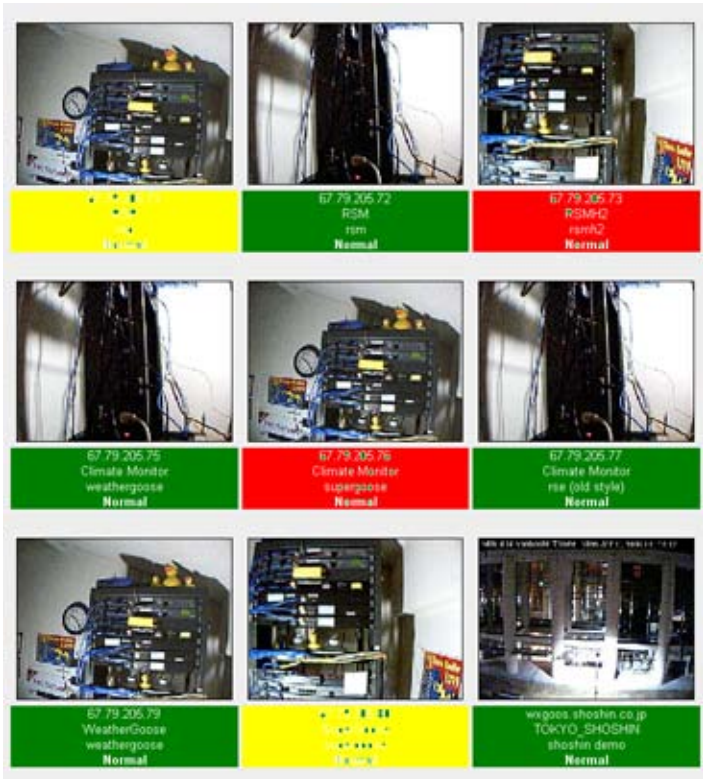 Normal
67.79.205.72
RSM
rsm
Normal
67.79.205.73
RSMH2
rsmh2
Normal
67.79.205.75
Climate Monitor
weathergoose
Normal
67.79.205.76
Climate Monitor
supergoose
Normal
67.79.205.77
Climate Monitor
rse (old style)
Normal
67.79.205.79
WeatherGoose
weathergoose
Normal
Normal
wxgoos.shoshin.co.jp
TOKYO_SHOSHIN
shoshin demo
Normal